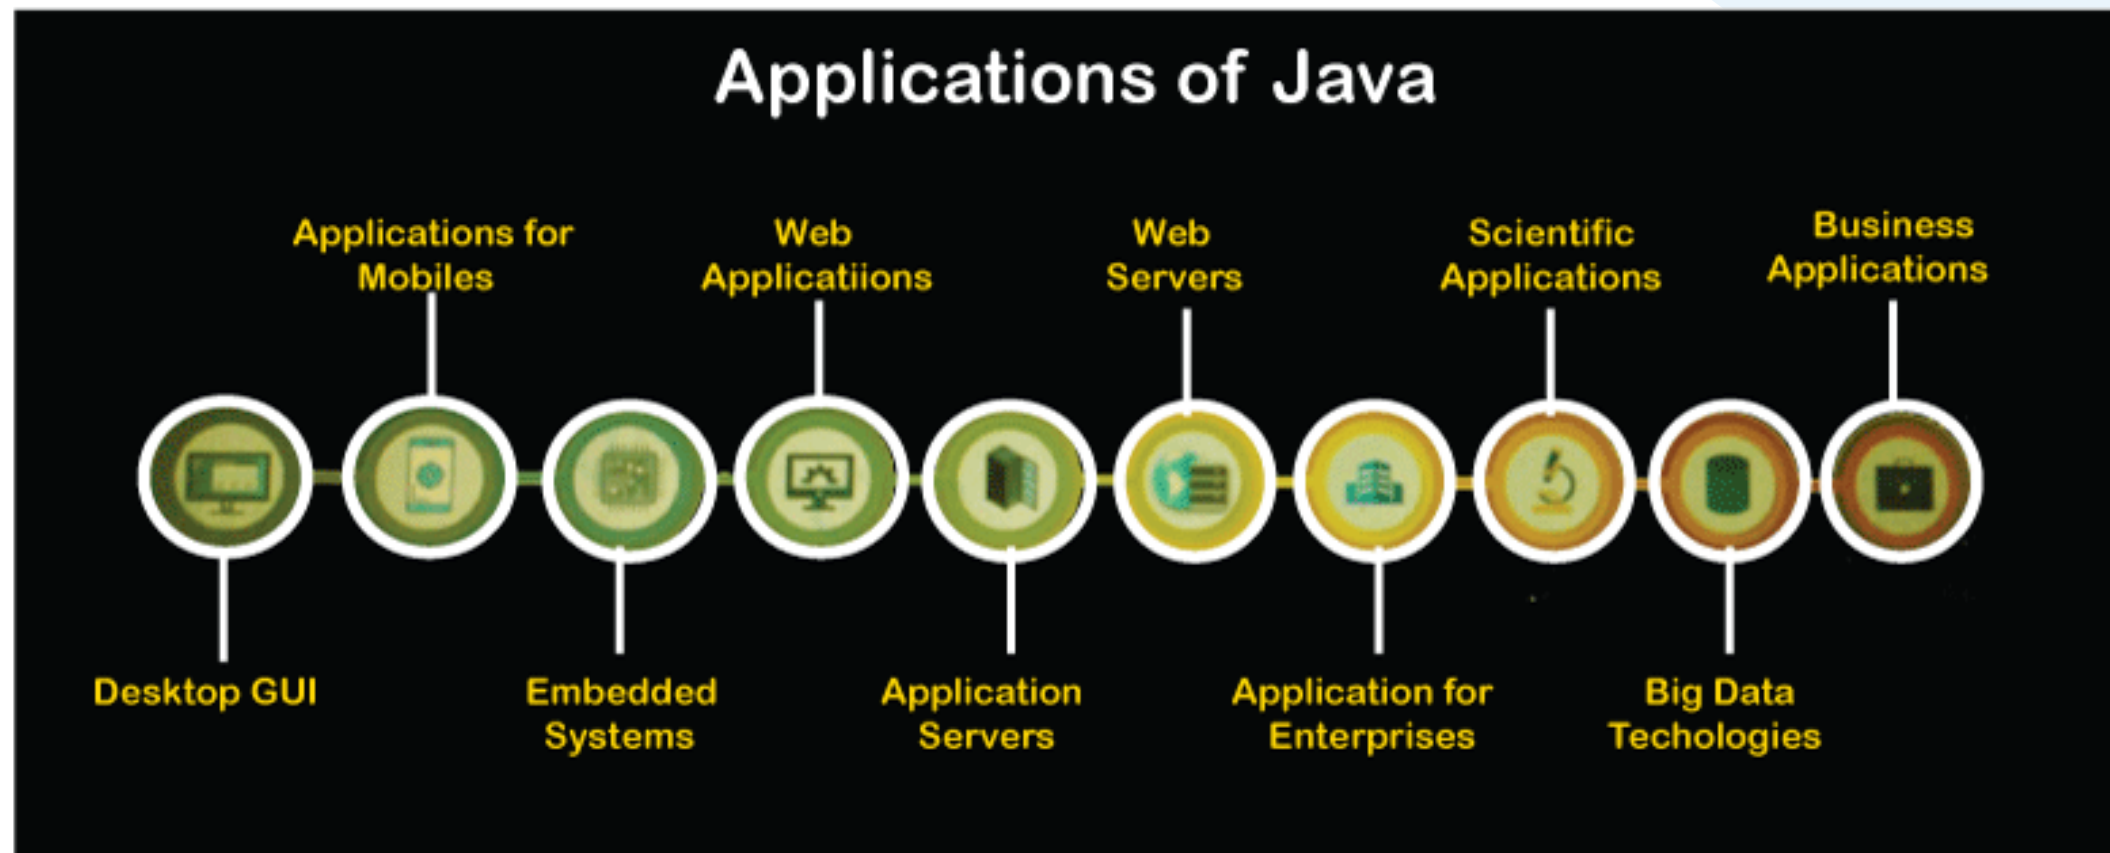 Applications of Java
Applications for
Mobiles
Web
Applicatiions
Web
Servers
Scientific
Applications
Business
Applications
Desktop GUI
Embedded
Systems
Application
Servers
Application for
Enterprises
Big Data
Techologies